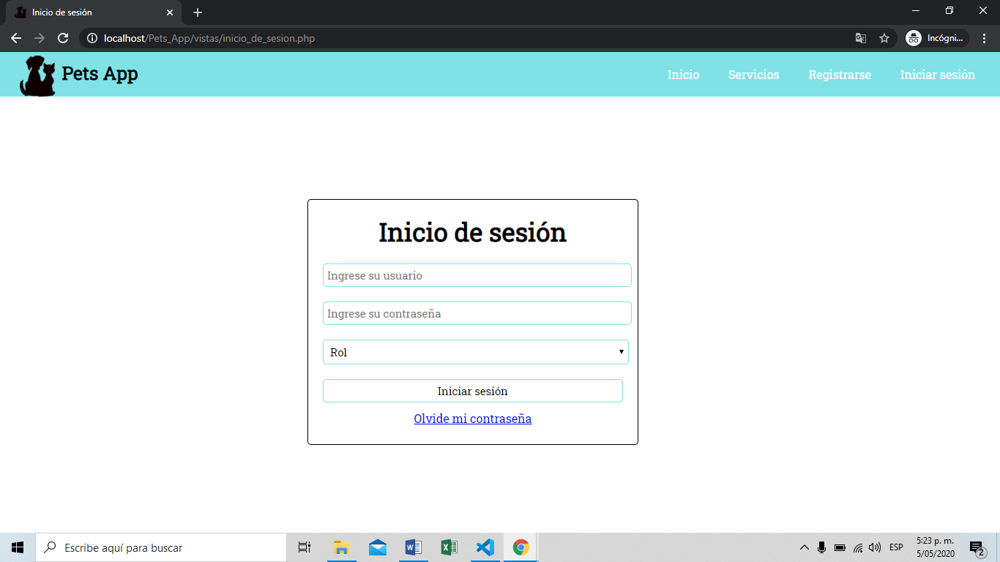 Inicio de sesión
localhost/Pets_App/vistas/inicio_de_sesion.php
Incógni...
Pets App
Inicio Servicios Registrarse Iniciar sesión
Inicio de sesión
Ingrese su usuario
Ingrese su contraseña
Rol
Iniciar sesión
Olvide mi contraseña
Escribe aquí para buscar
ESP
5:23 p. m.
5/05/2020
2